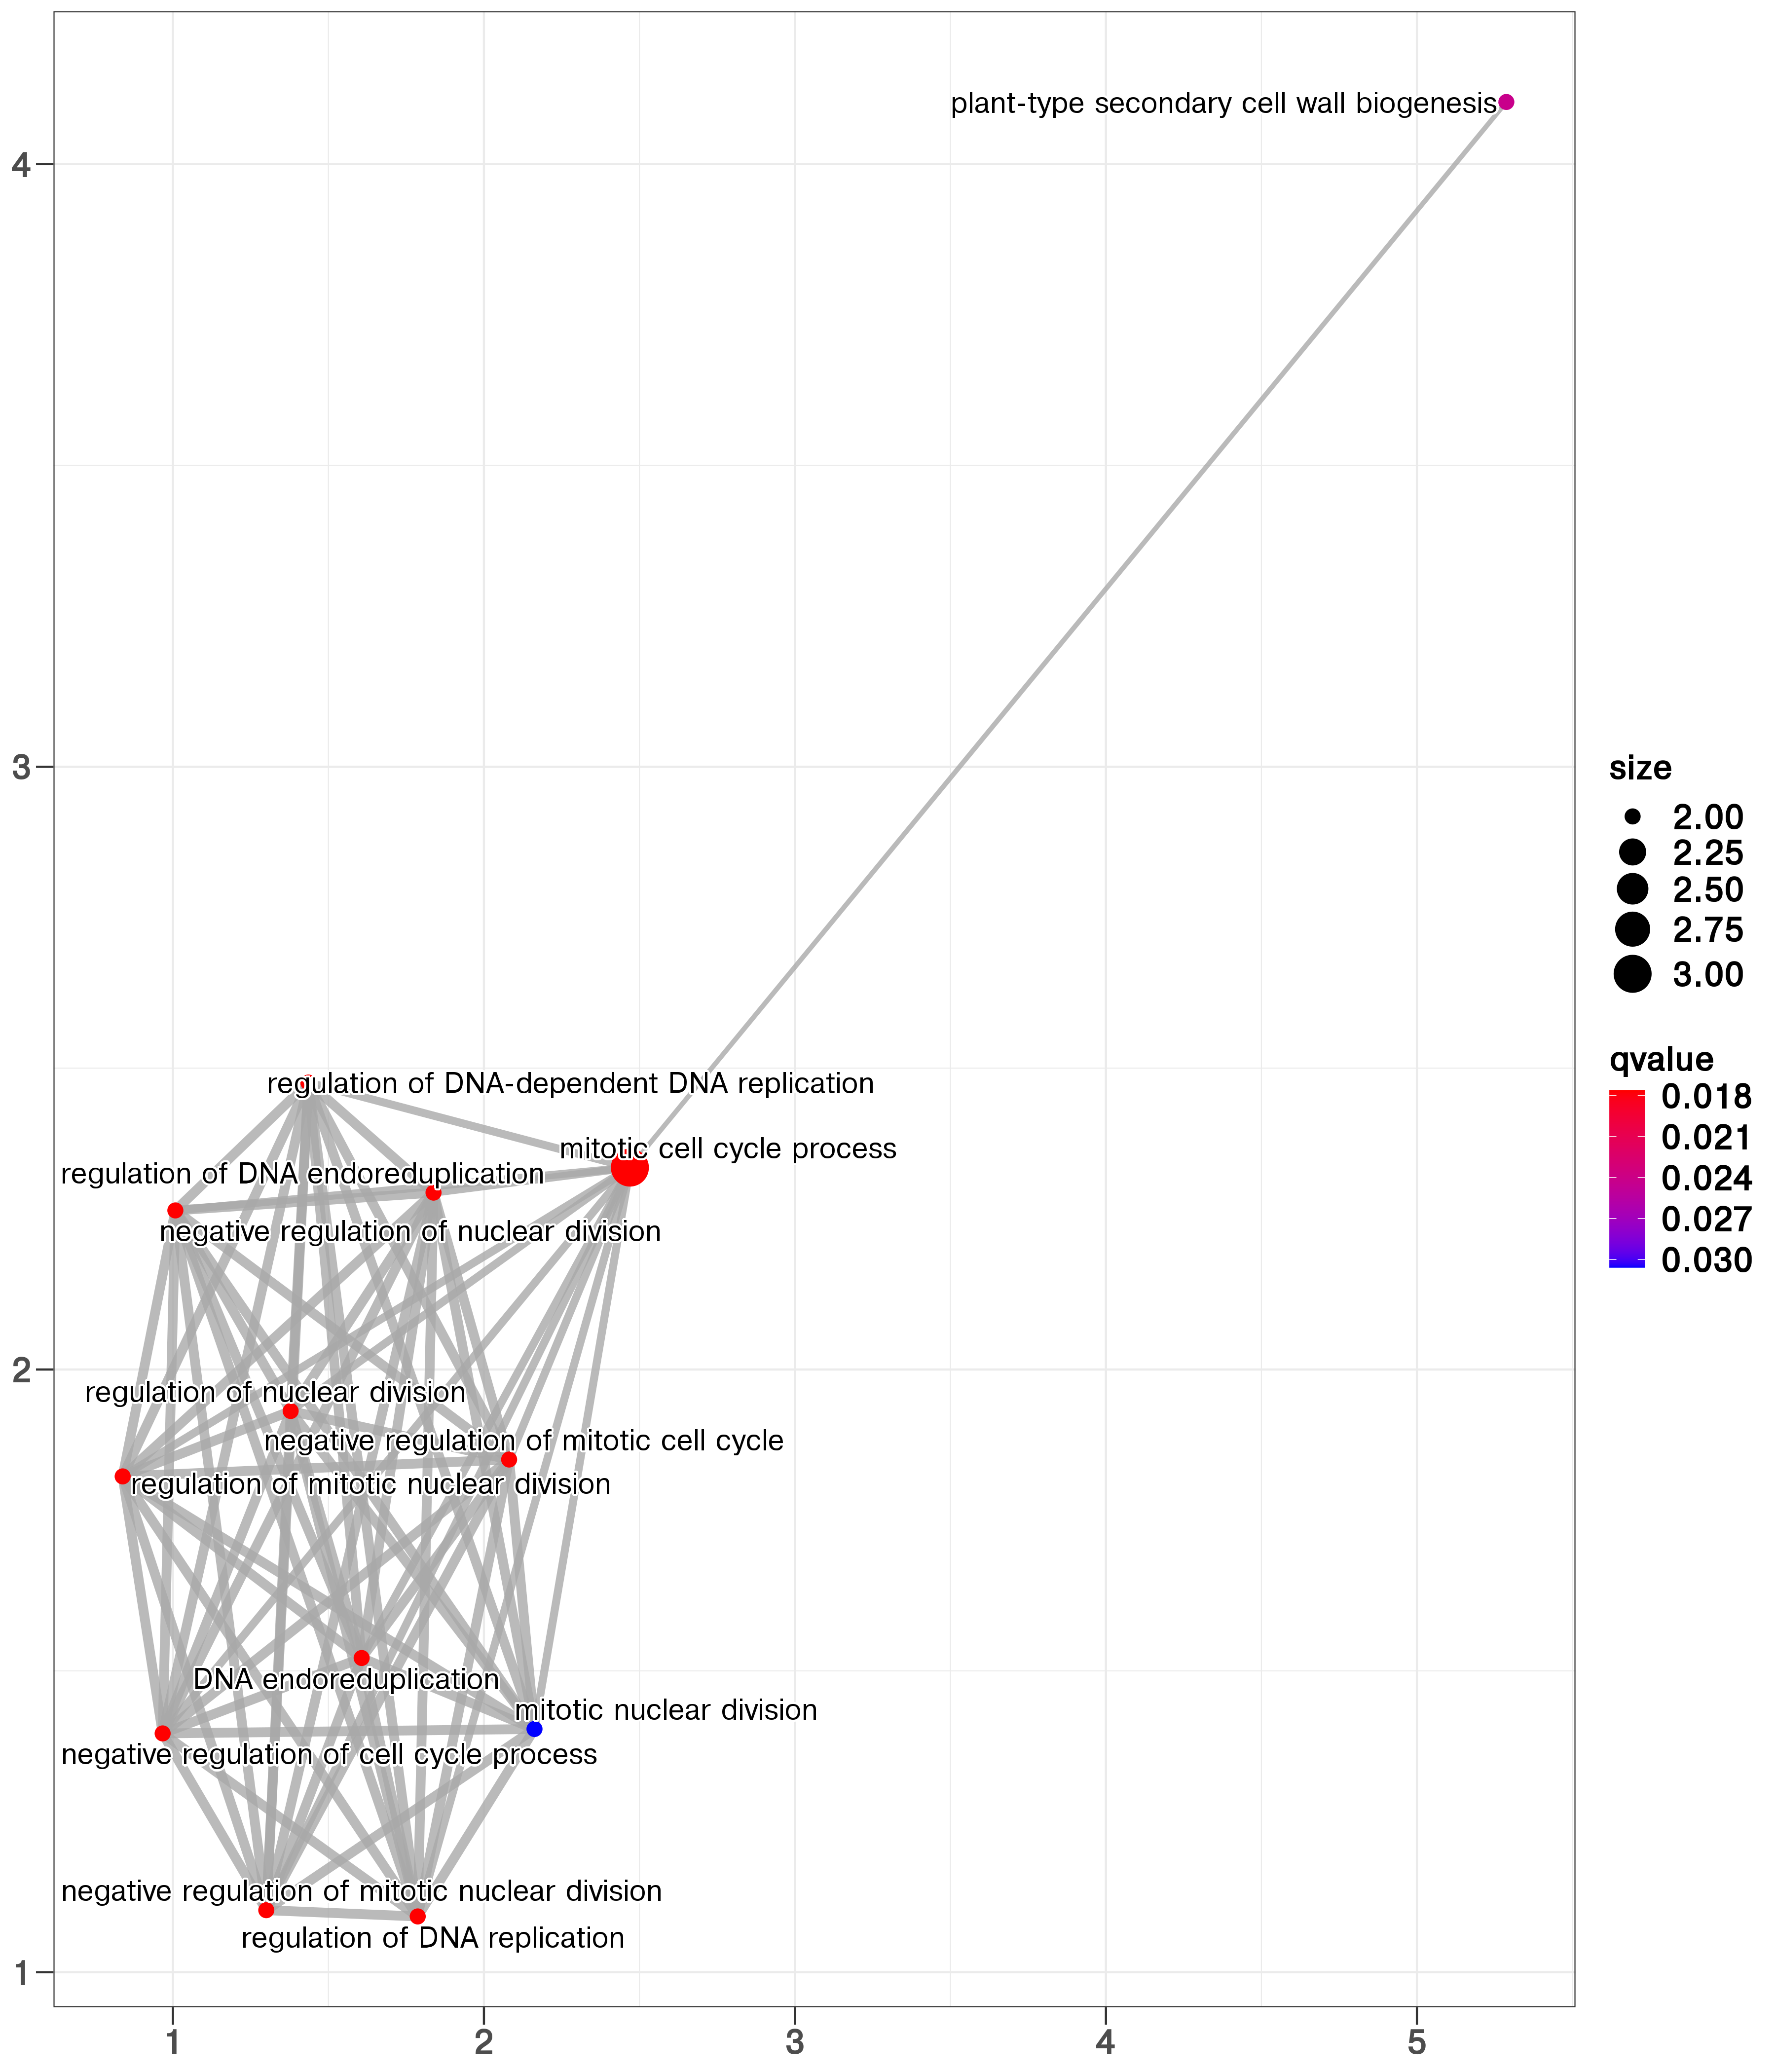 plant-type secondary cell wall biogenesis
4
3
size
2.00
2.25
2.50
2.75
3.00
qvalue
0.018
0.021
0.024
0.027
0.030
regulation of DNA-dependent DNA replication
mitotic cell cycle process
regulation of DNA endoreduplication
negative regulation of nuclear division
2
regulation of nuclear division
negative regulation of mitotic cell cycle
regulation of mitotic nuclear division
DNA endoreduplication
mitotic nuclear division
negative regulation of cell cycle process
negative regulation of mitotic nuclear division
regulation of DNA replication
1
1 2 3 4 5